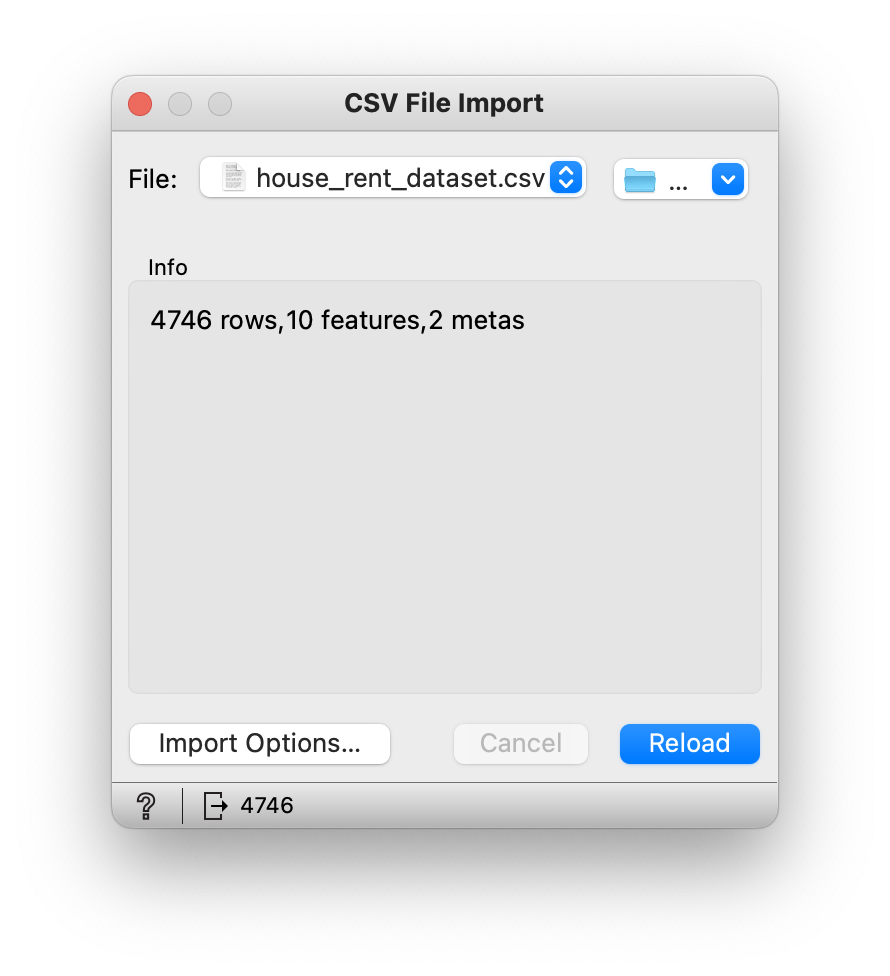 CSV File Import
File: house_rent_dataset.csv ...
Info
4746 rows,10 features,2 metas
Import Options... Cancel Reload
? 4746